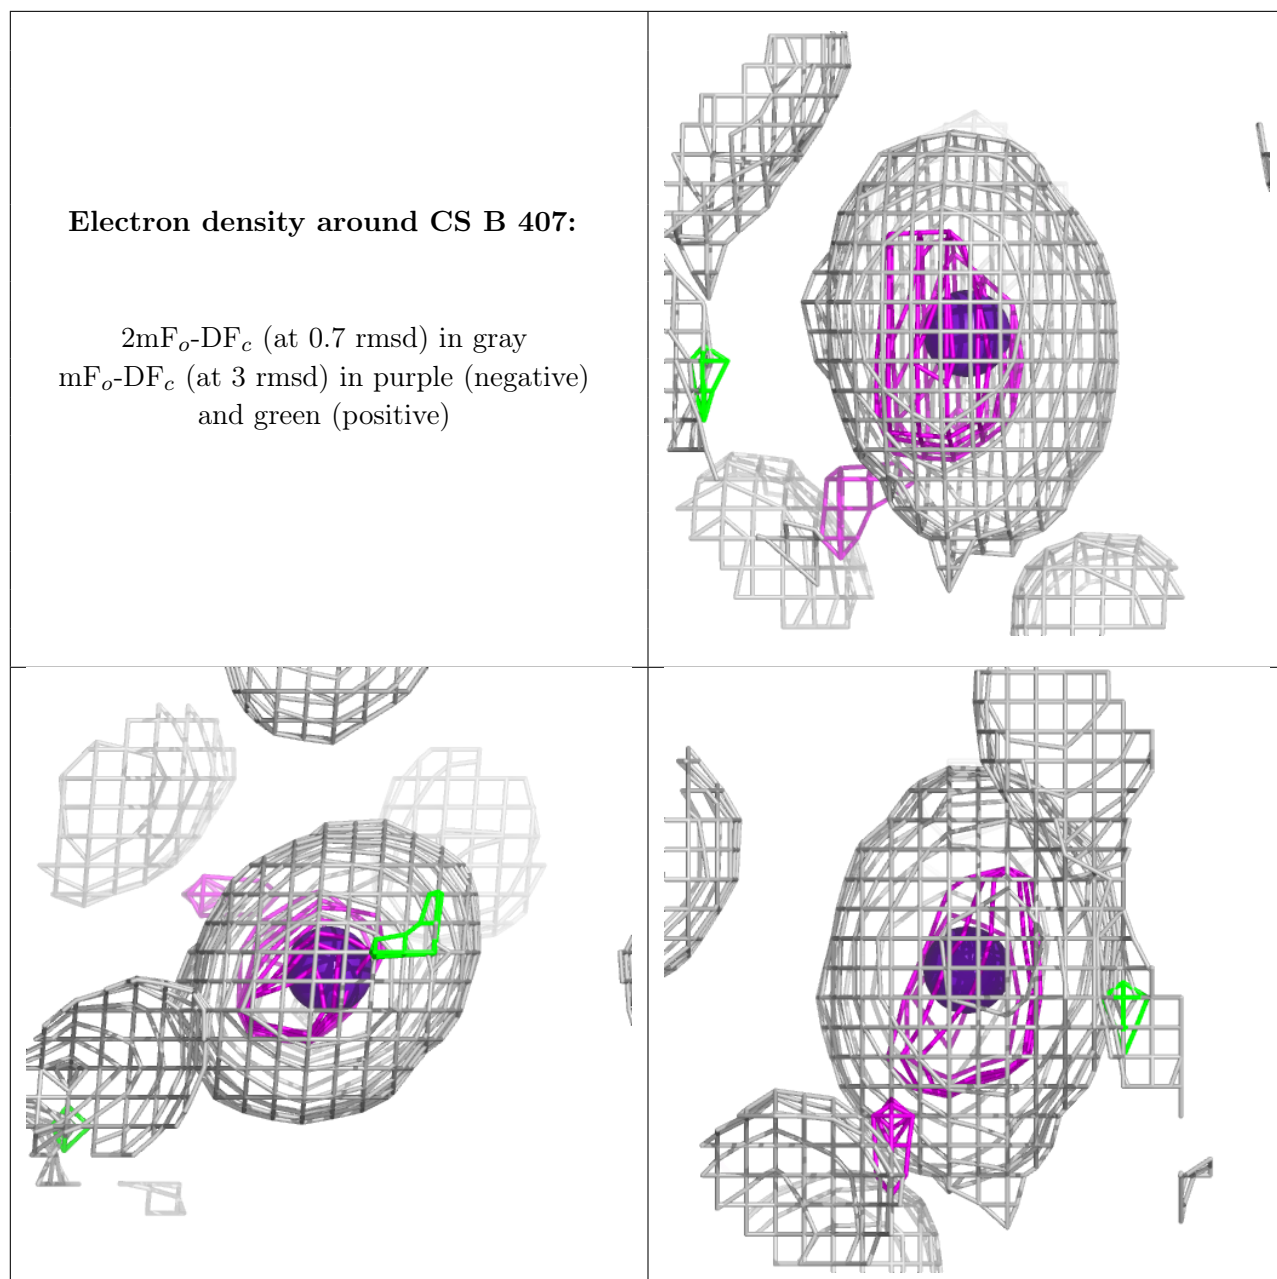 Electron density around CS B 407:
2mFo-DFc (at 0.7 rmsd) in gray
mFo-DFc (at 3 rmsd) in purple (negative)
and green (positive)